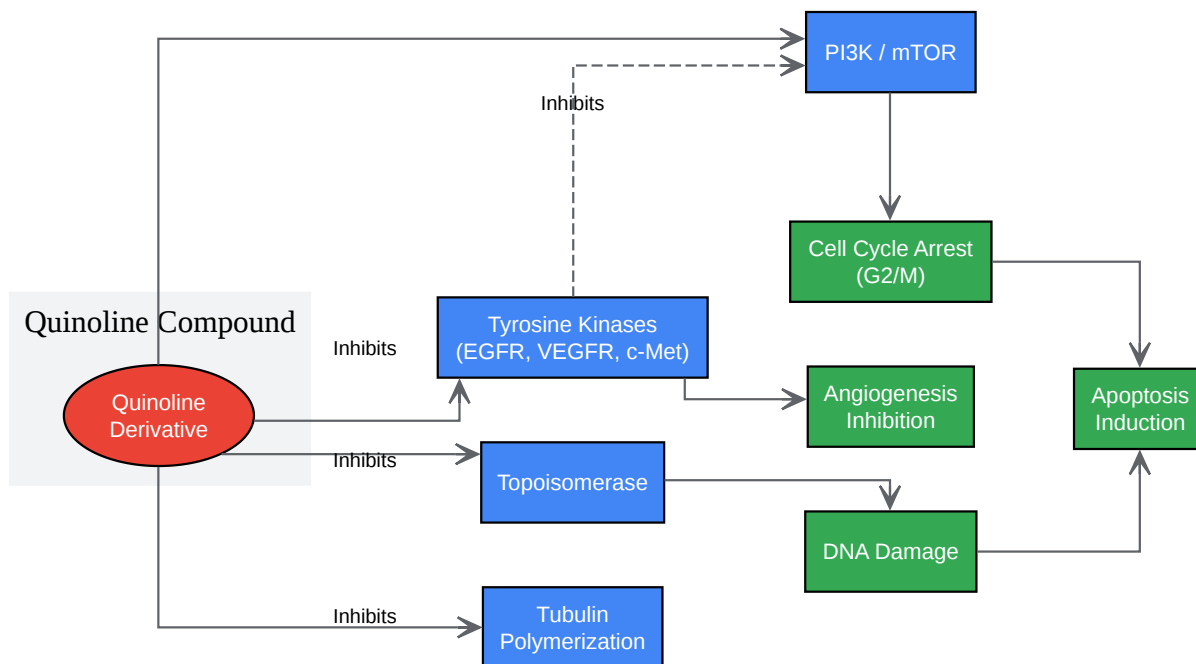 PI3K / mTOR
Inhibits
Cell Cycle Arrest
(G2/M)
Quinoline Compound
Inhibits
Tyrosine Kinases
(EGFR, VEGFR, c-Met)
Quinoline
Derivative
Angiogenesis
Inhibition
Apoptosis
Induction
Inhibits
Topoisomerase
DNA Damage
Inhibits
Tubulin
Polymerization